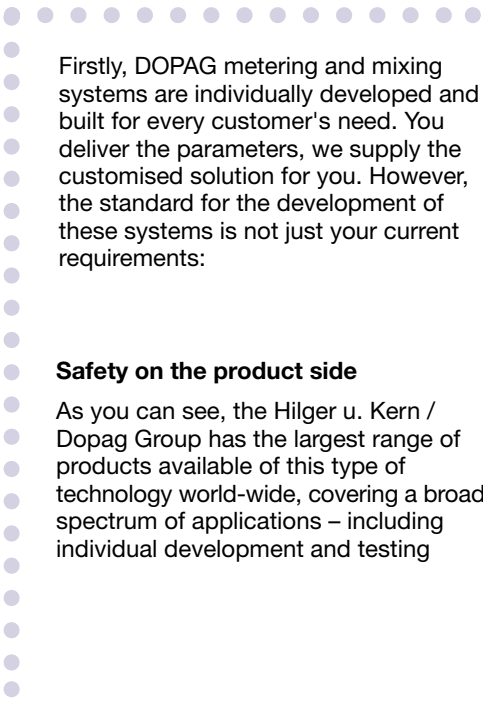 Firstly, DOPAG metering and mixing
systems are individually developed and
built for every customer's need. You
deliver the parameters, we supply the
customised solution for you. However,
the standard for the development of
these systems is not just your current
requirements:
Safety on the product side
As you can see, the Hilger u. Kern /
Dopag Group has the largest range of
products available of this type of
technology world-wide, covering a broad
spectrum of applications – including
individual development and testing